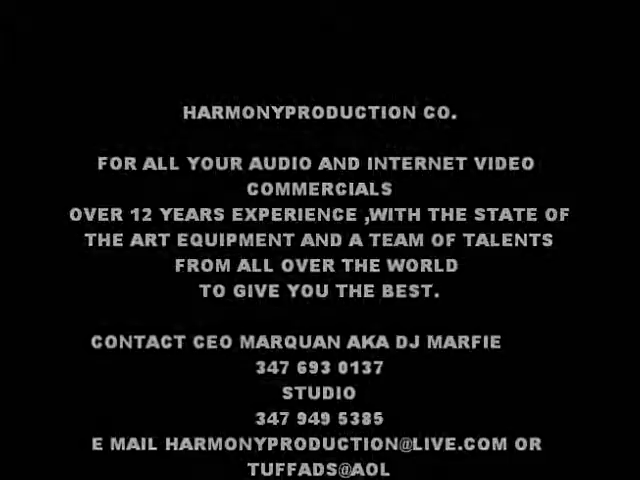 HARMONYPRODUCTION CO.
FOR ALL YOUR AUDIO AND INTERNET VIDEO
COMMERCIALS
OVER 12 YEARS EXPERIENCE ,WITH THE STATE OF
THE ART EQUIPMENT AND A TEAM OF TALENTS
FROM ALL OVER THE WORLD
TO GIVE YOU THE BEST.
CONTACT CEO MARQUAN AKA DJ MARFIE
347 693 0137
STUDIO
347 949 5385
E MAIL HARMONYPRODUCTION@LIVE.COM OR
TUFFADS@AOL